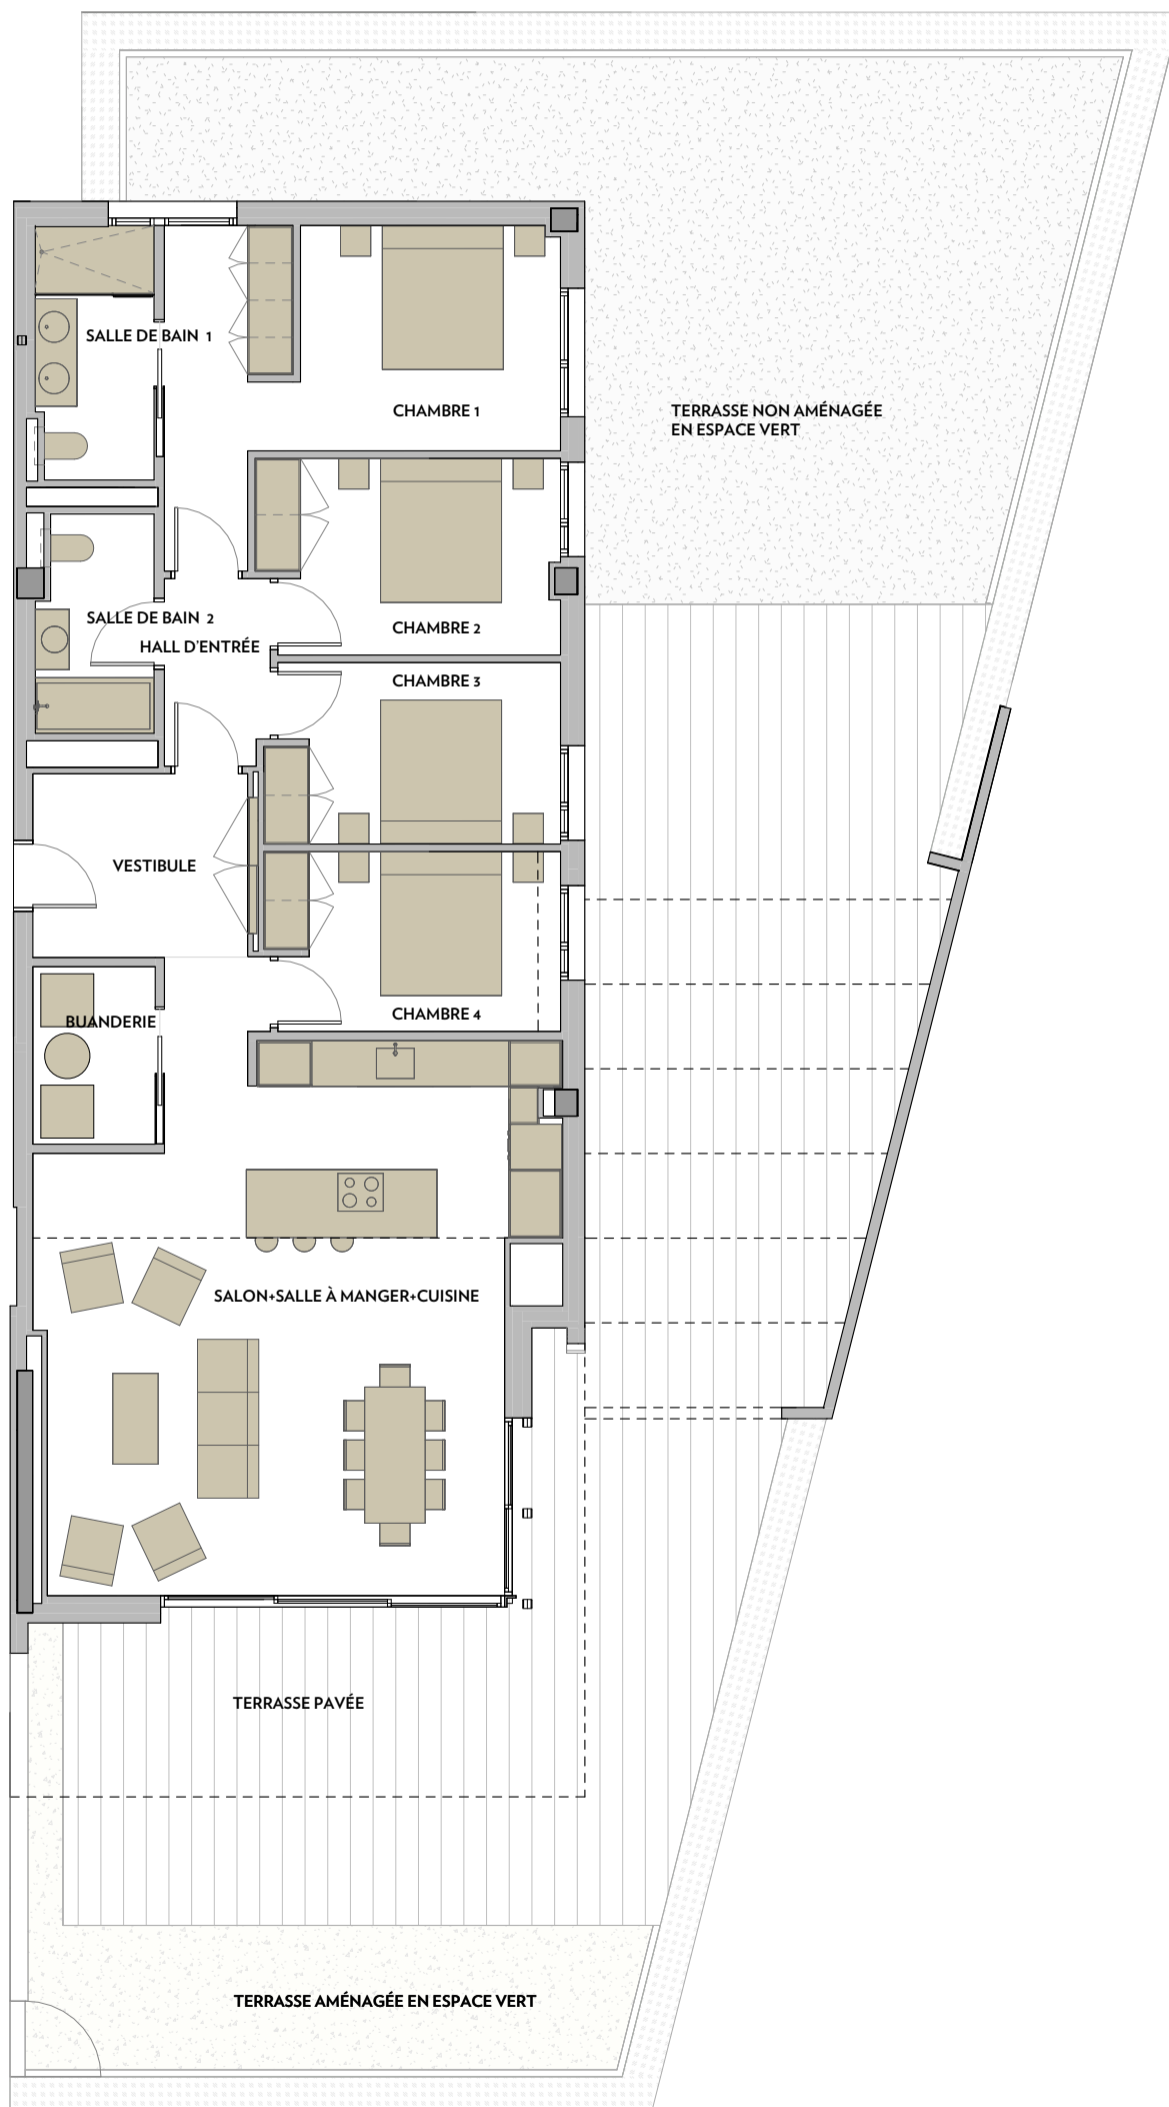 SALLE DE BAIN 1
CHAMBRE 1
TERRASSE NON AMÉNAGÉE
EN ESPACE VERT
SALLE DE BAIN 2
CHAMBRE 2
HALL D'ENTRÉE
CHAMBRE 3
VESTIBULE
CHAMBRE 4
BUANDERIE
SALON+SALLE À MANGER+CUISINE
TERRASSE PAVÉE
TERRASSE AMÉNAGÉE EN ESPACE VERT